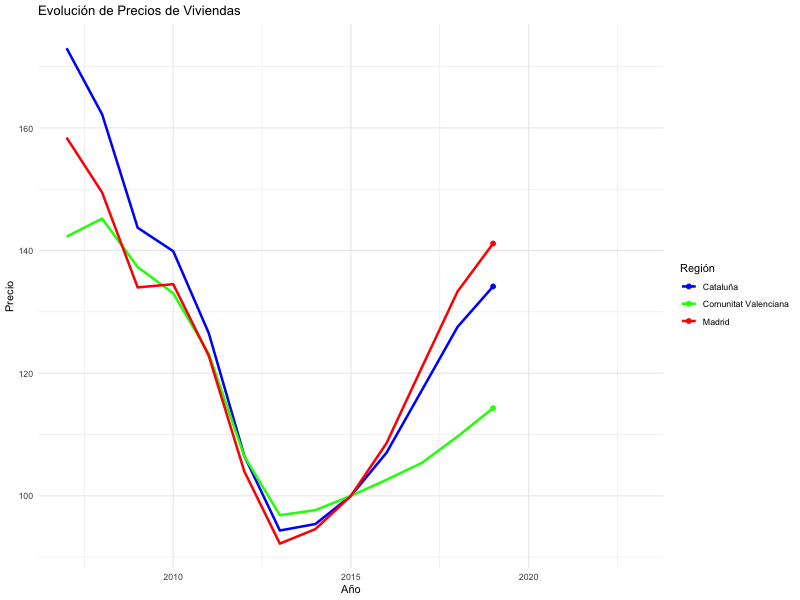 Evolución de Precios de Viviendas
160
140
120
100
Precio
2010
2015
2020
Año
Región
Cataluña
Comunitat Valenciana
Madrid